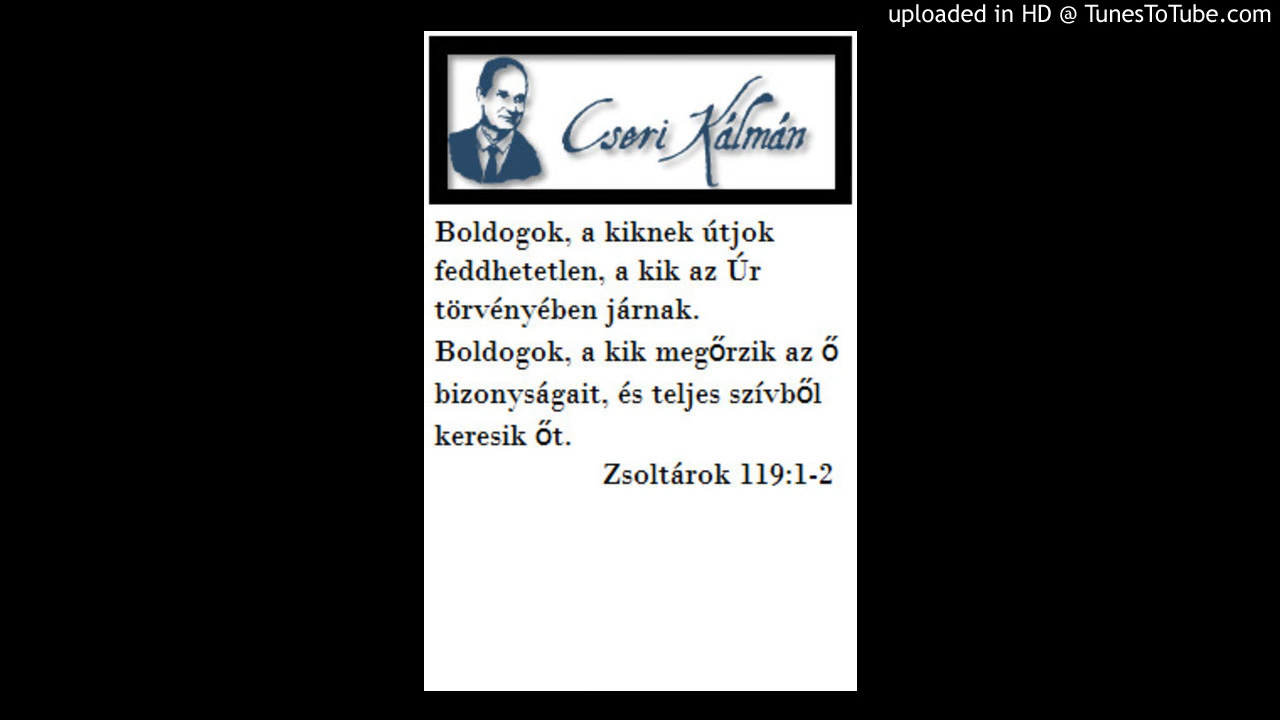 uploaded in HD @ TunesToTube.com
Cseri Kálmán
Boldogok, a kiknek útjok
feddhetetlen, a kik az Úr
törvényében járnak.
Boldogok, a kik megőrzik az ő
bizonyságait, és teljes szívből
keresik őt.
Zsoltárok 119:1-2